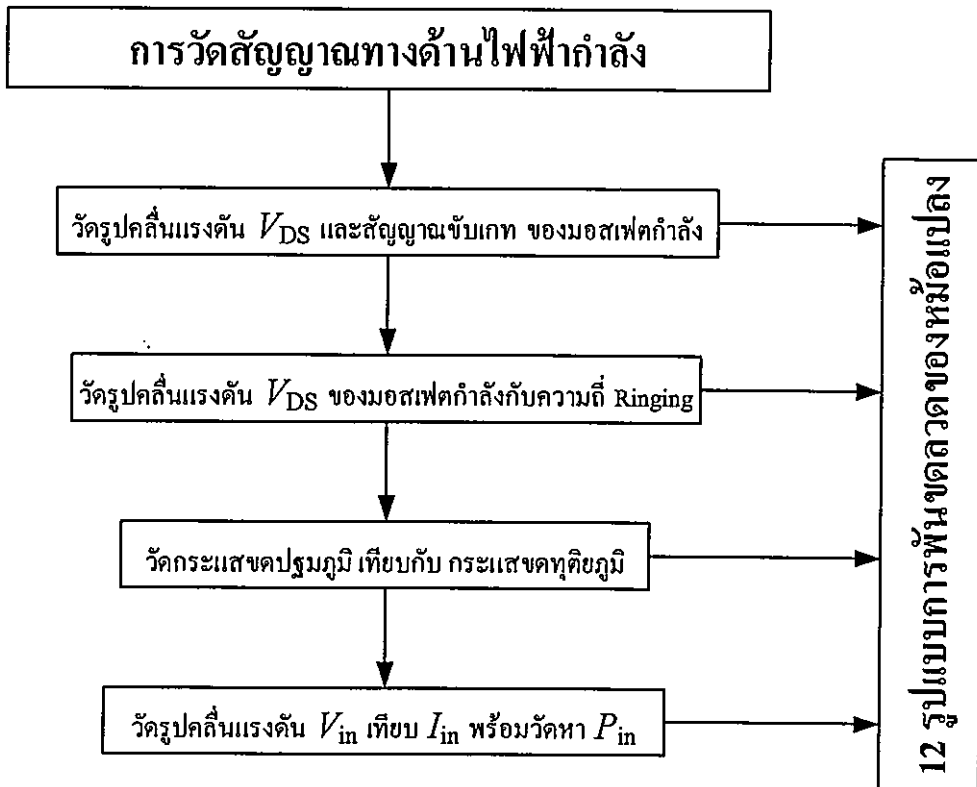 การวัดสัญญาณทางด้านไฟฟ้ากำลัง
วัดรูปคลื่นแรงดัน V_DS และสัญญาณขับเกท ของมอสเฟตกำลัง
วัดรูปคลื่นแรงดัน V_DS ของมอสเฟตกำลังกับความถี่ Ringing
วัดกระแสขดปฐมภูมิ เทียบกับ กระแสขดทุติยภูมิ
วัดรูปคลื่นแรงดัน V_in เทียบ I_in พร้อมวัดหา P_in
12 รูปแบบการพันขดลวดของหม้อแปลง